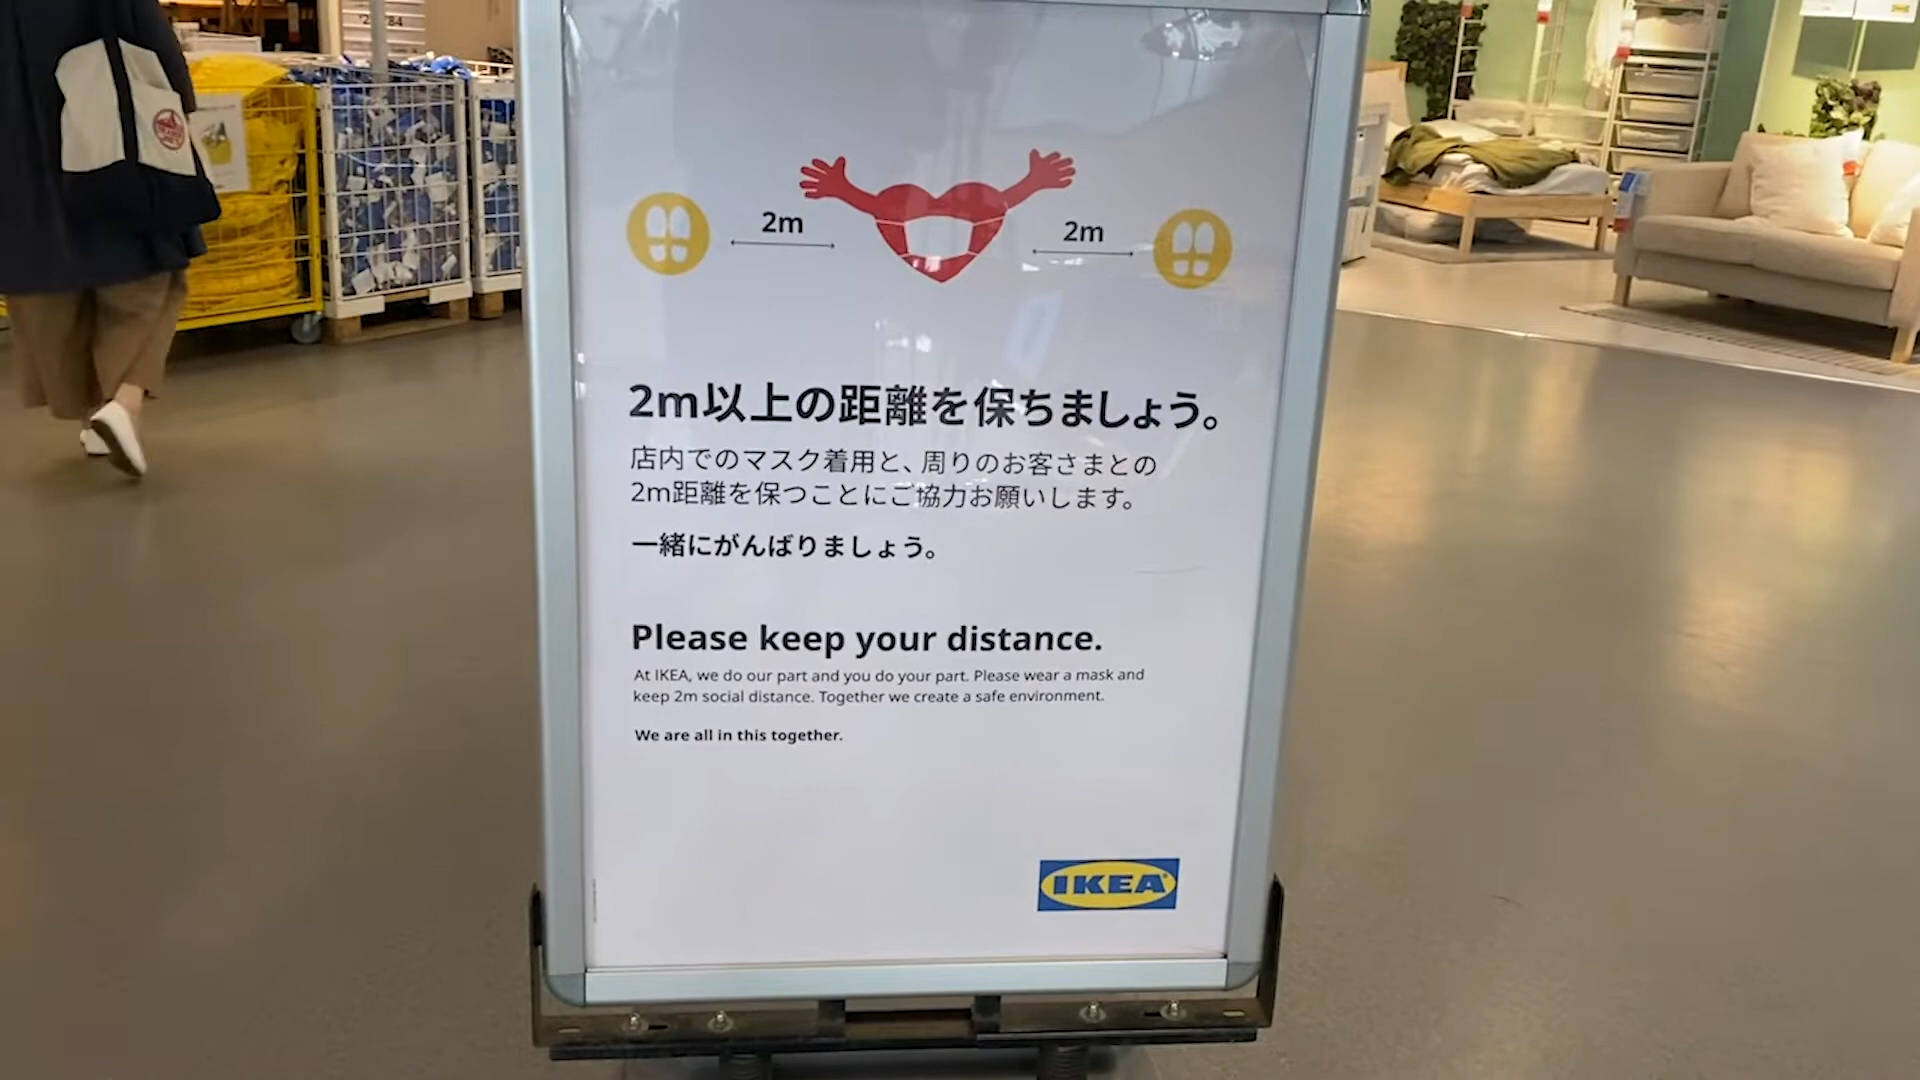 2m
2m
2m以上の距離を保ちましょう。
店内でのマスク着用と、周りのお客さまとの
2m距離を保つことにご協力お願いします。
一緒にがんばりましょう。
Please keep your distance.
At IKEA, we do our part and you do your part. Please wear a mask and
keep 2m social distance. Together we create a safe environment.
We are all in this together.
IKEA